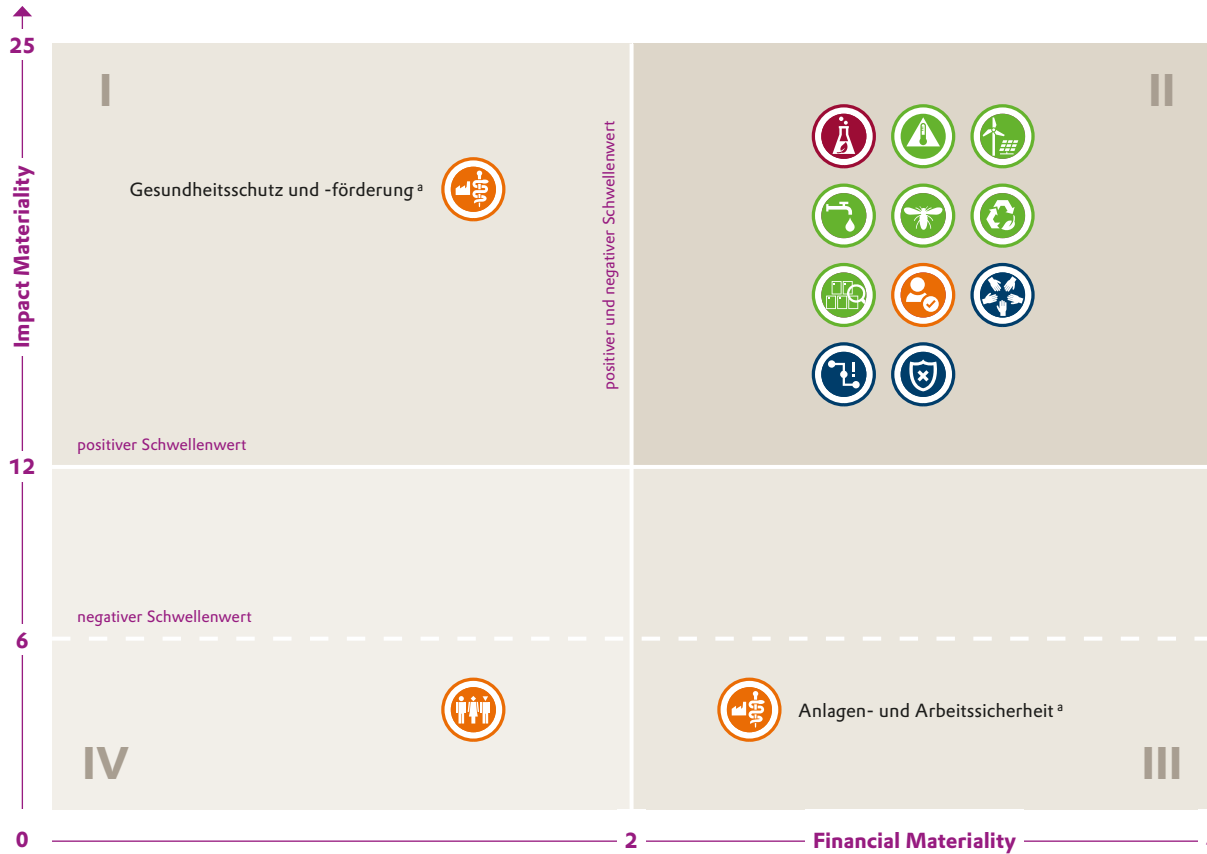 25
I
II
Gesundheitsschutz und -förderung ª
positiver und negativer Schwellenwert
Impact Materiality
positiver Schwellenwert
12
negativer Schwellenwert
6
Anlagen- und Arbeitssicherheit ª
IV
III
0
2
Financial Materiality